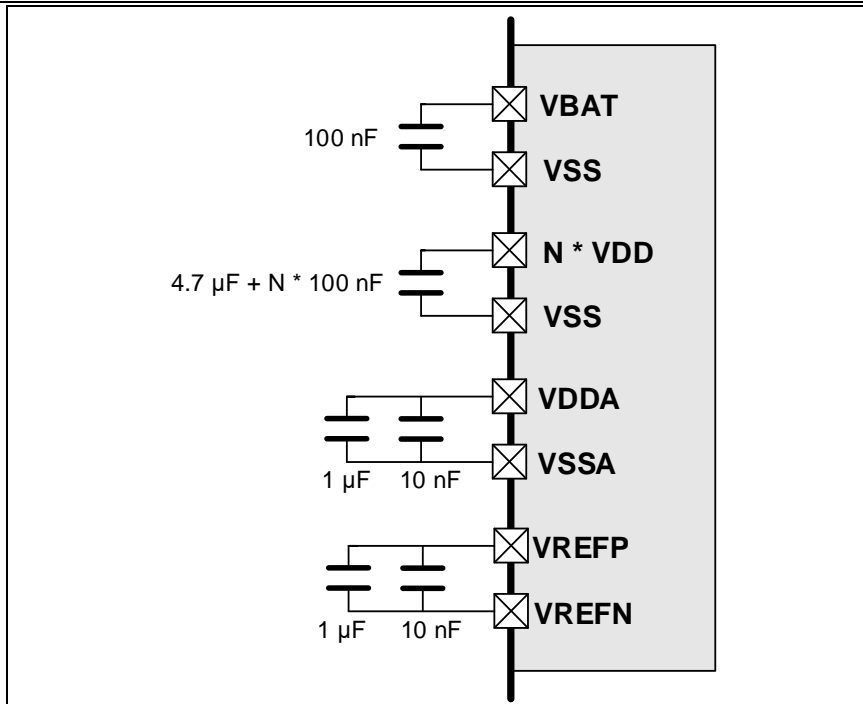 VBAT
100 nF
VSS
N * VDD
4.7 µF + N * 100 nF
VSS
VDDA
VSSA
1 µF 10 nF
VREFP
VREFN
1 µF 10 nF